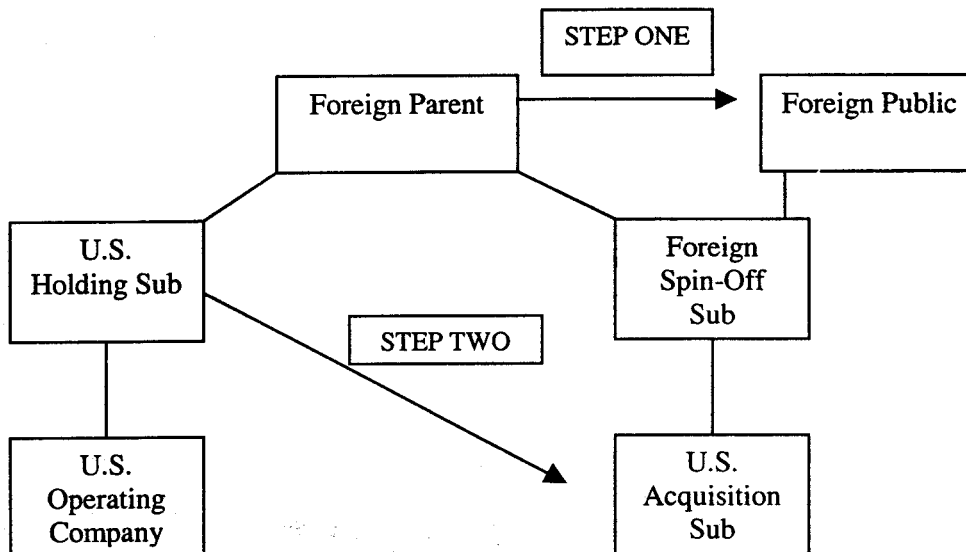 STEP ONE
Foreign Parent
Foreign Public
U.S.
Holding Sub
Foreign
Spin-Off
Sub
STEP TWO
U.S.
Operating
Company
U.S.
Acquisition
Sub